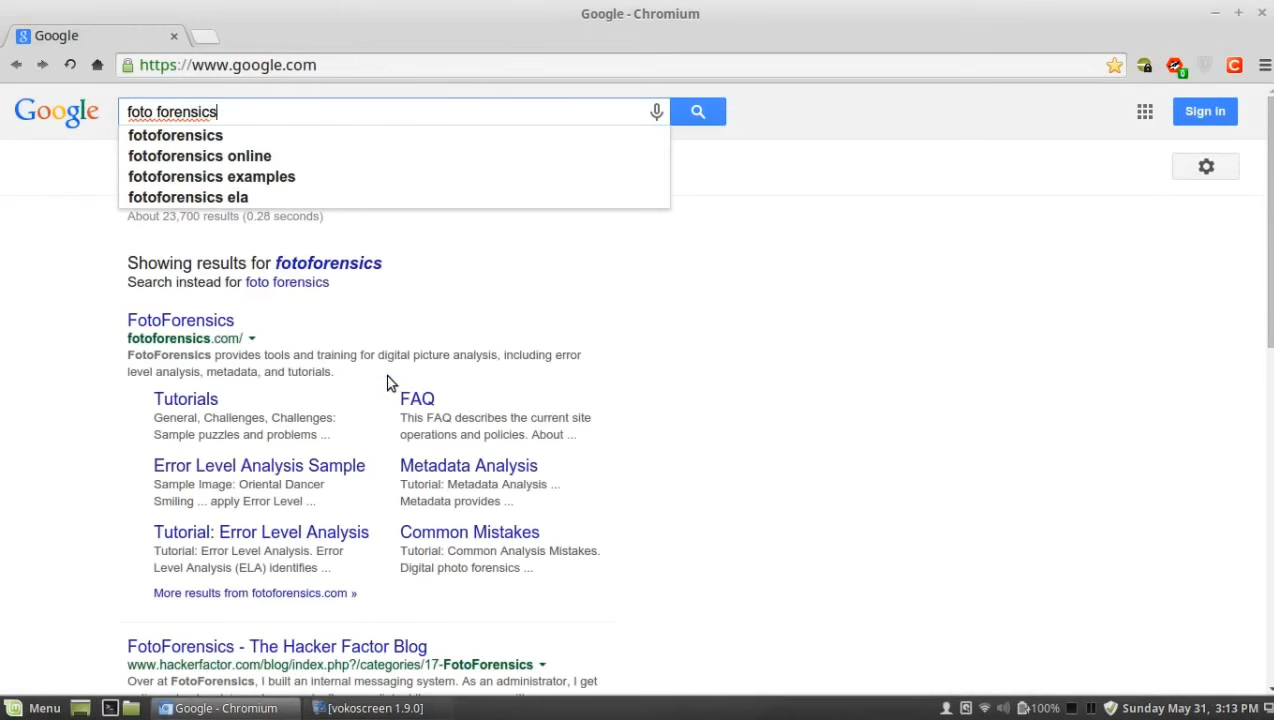 Google - Chromium
Google
https://www.google.com
Google
foto forensics
Sign in
fotoforensics
fotoforensics online
fotoforensics examples
fotoforensics ela
About 23,700 results (0.28 seconds)
Showing results for fotoforensics
Search instead for foto forensics
FotoForensics
fotoforensics.com/
FotoForensics provides tools and training for digital picture analysis, including error
level analysis, metadata, and tutorials.
Tutorials
General, Challenges, Challenges:
Sample puzzles and problems ...
FAQ
This FAQ describes the current site
operations and policies. About ...
Error Level Analysis Sample
Sample Image: Oriental Dancer
Smiling ... apply Error Level ...
Metadata Analysis
Tutorial: Metadata Analysis ...
Metadata provides ...
Tutorial: Error Level Analysis
Tutorial: Error Level Analysis. Error
Level Analysis (ELA) identifies ...
Common Mistakes
Tutorial: Common Analysis Mistakes.
Digital photo forensics ...
More results from fotoforensics.com »
FotoForensics - The Hacker Factor Blog
www.hackerfactor.com/blog/index.php?/categories/17-FotoForensics
Over at FotoForensics, I built an internal messaging system. As an administrator, I get
Menu
Google - Chromium
[vokoscreen 1.9.0]
100%
Sunday May 31, 3:13 PM